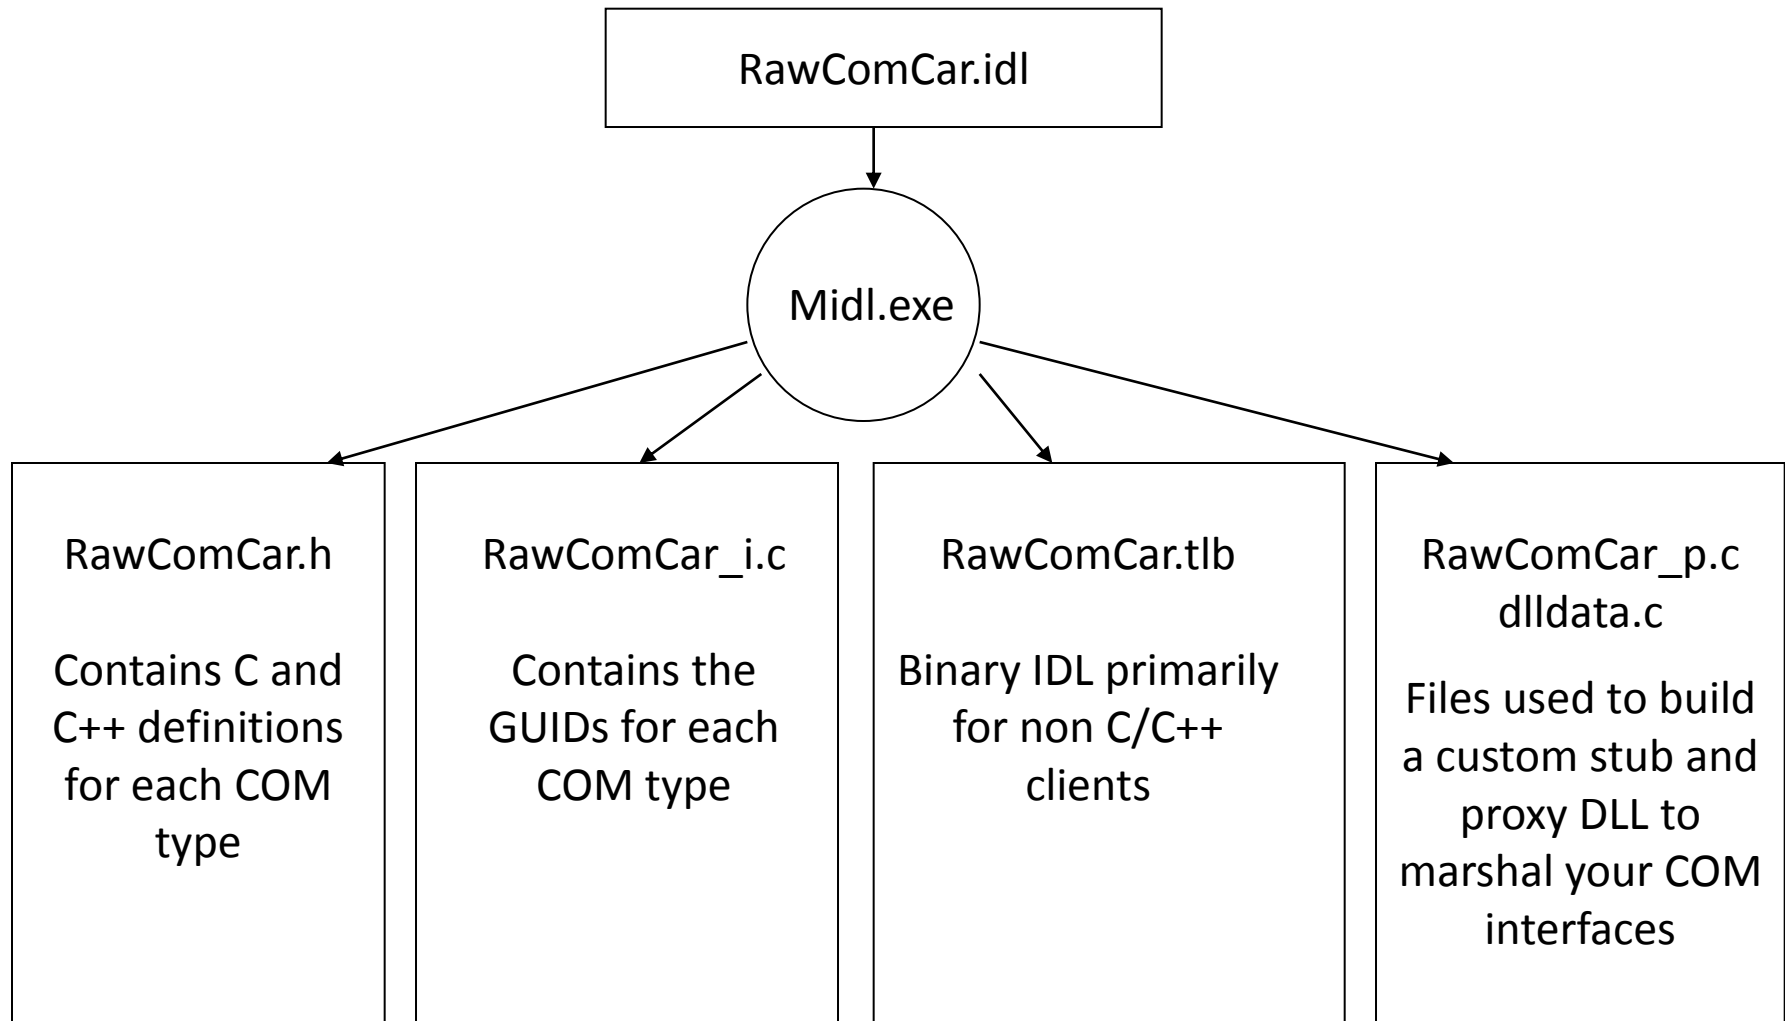 RawComCar.idl
Midl.exe
RawComCar.h
Contains C and
C++ definitions
for each COM
type
RawComCar_i.c
Contains the
GUIDs for each
COM type
RawComCar.tlb
Binary IDL primarily
for non C/C++
clients
RawComCar_p.c
dlldata.c
Files used to build
a custom stub and
proxy DLL to
marshal your COM
interfaces